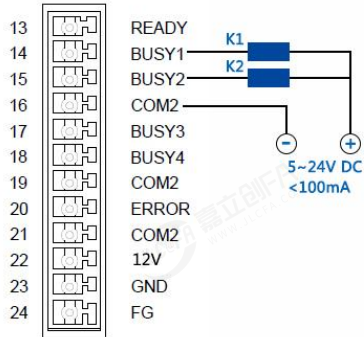 13 READY
14 BUSY1 K1
15 BUSY2 K2
16 COM2
17 BUSY3
18 BUSY4
19 COM2
20 ERROR
21 COM2
22 12V
23 GND
24 FG
- +
5~24V DC
<100mA